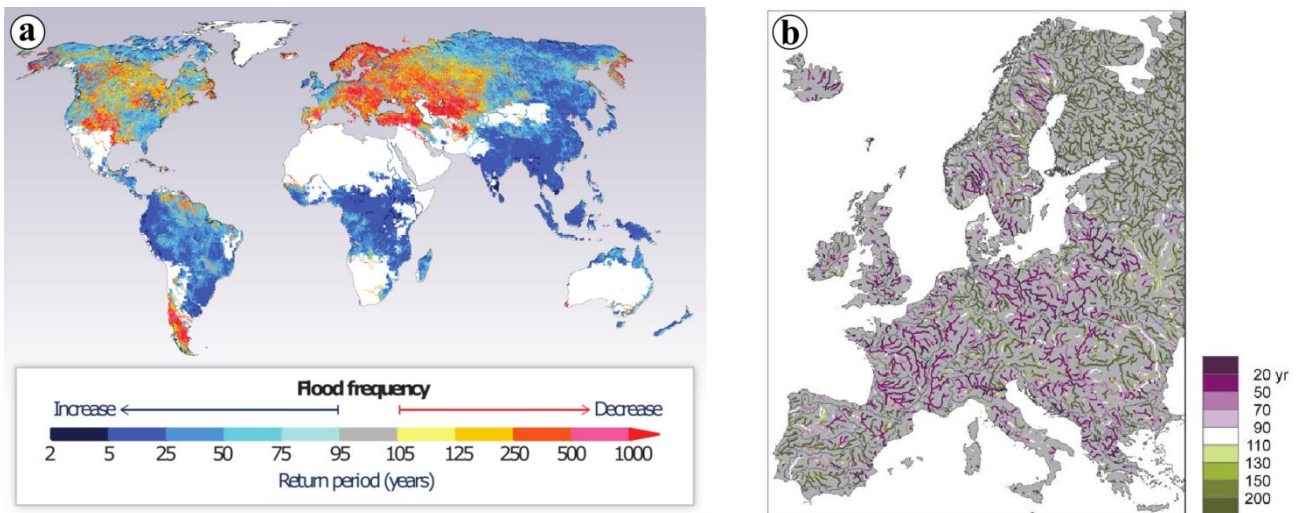 a
Flood frequency
Increase
Decrease
2 5 25 50 75 95 105 125 250 500 1000
Return period (years)
b
20 yr
50
70
90
110
130
150
200